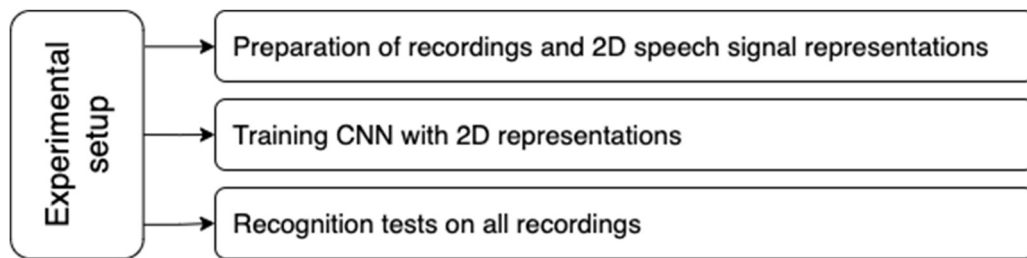 Experimental
setup
Preparation of recordings and 2D speech signal representations
Training CNN with 2D representations
Recognition tests on all recordings